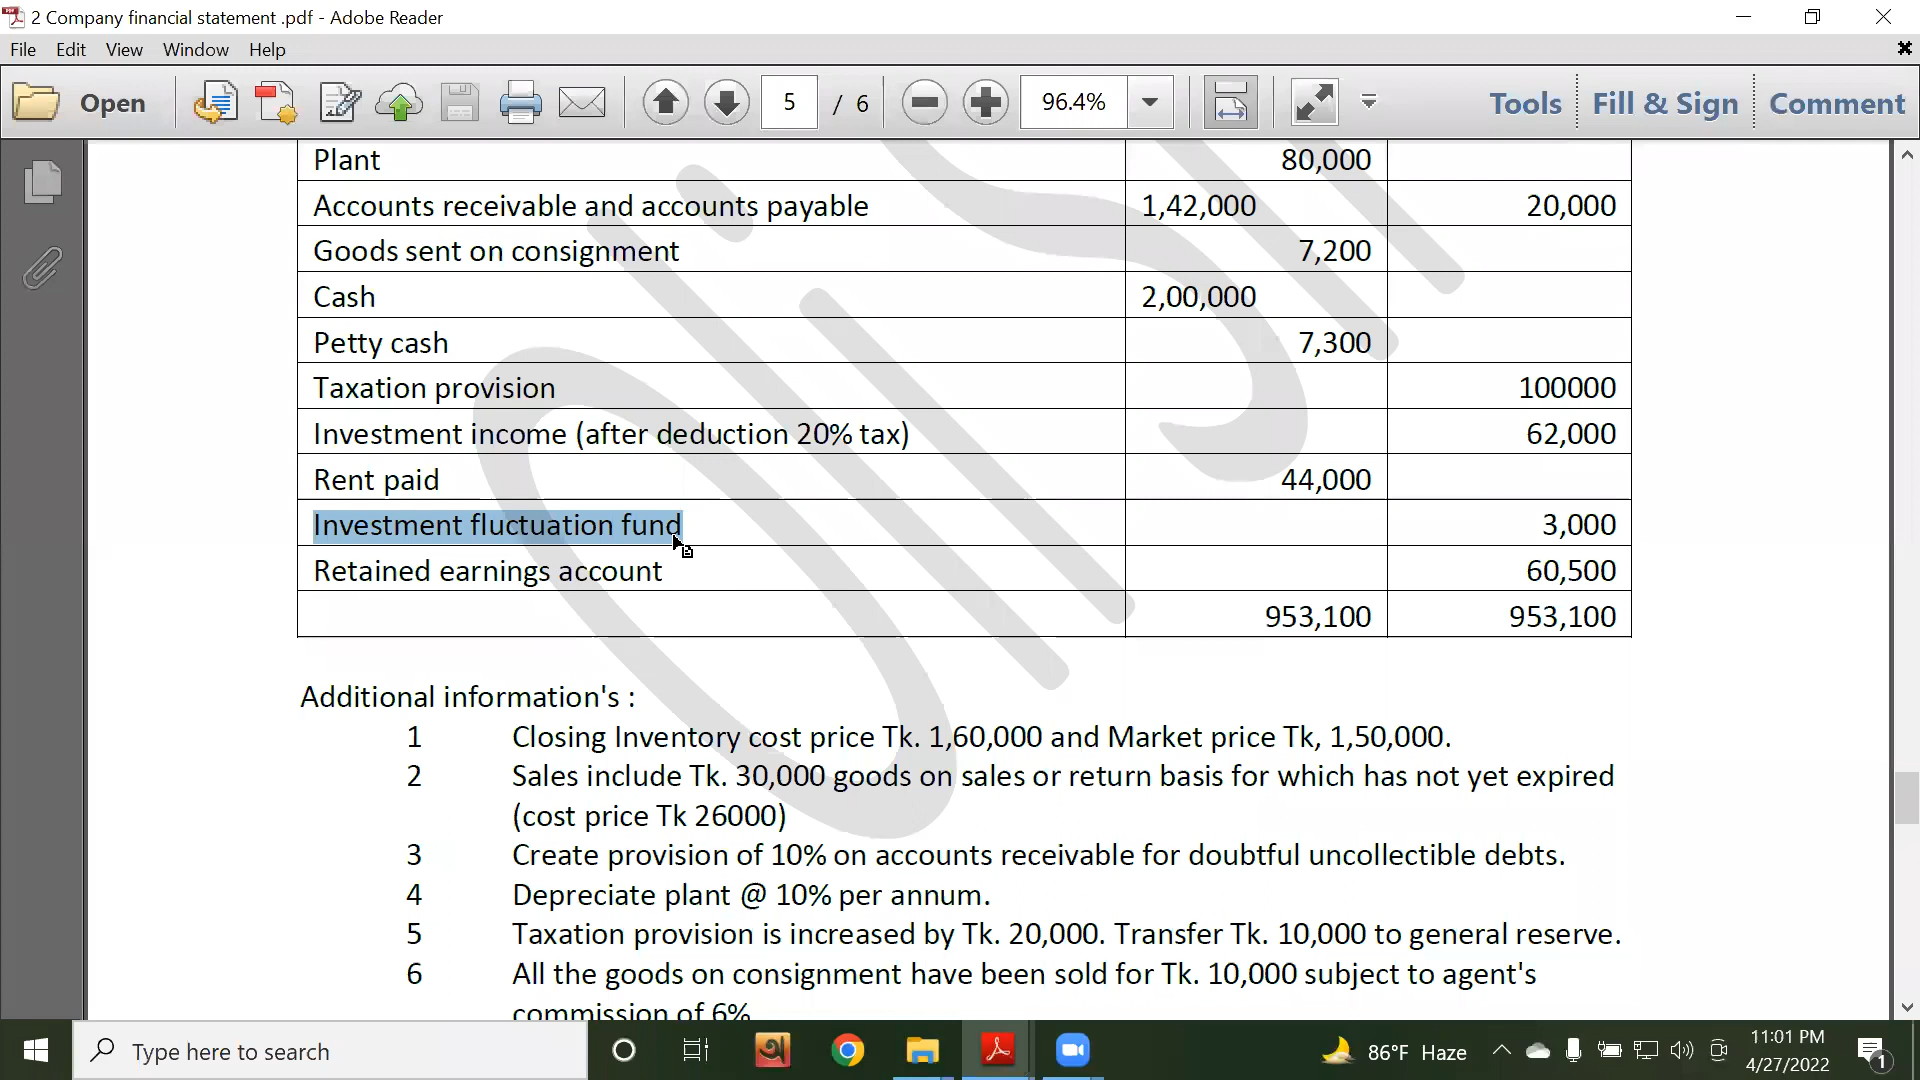 2 Company financial statement .pdf - Adobe Reader
File Edit View Window Help
Open 5 / 6 96.4% Tools Fill & Sign Comment
Plant 80,000
Accounts receivable and accounts payable 1,42,000 20,000
Goods sent on consignment 7,200
Cash 2,00,000
Petty cash 7,300
Taxation provision 100000
Investment income (after deduction 20% tax) 62,000
Rent paid 44,000
Investment fluctuation fund 3,000
Retained earnings account 60,500
953,100 953,100
Additional information's :
1 Closing Inventory cost price Tk. 1,60,000 and Market price Tk, 1,50,000.
2 Sales include Tk. 30,000 goods on sales or return basis for which has not yet expired
(cost price Tk 26000)
3 Create provision of 10% on accounts receivable for doubtful uncollectible debts.
4 Depreciate plant @ 10% per annum.
5 Taxation provision is increased by Tk. 20,000. Transfer Tk. 10,000 to general reserve.
6 All the goods on consignment have been sold for Tk. 10,000 subject to agent's
commission of 6%
Type here to search 86°F Haze 11:01 PM
4/27/2022 1